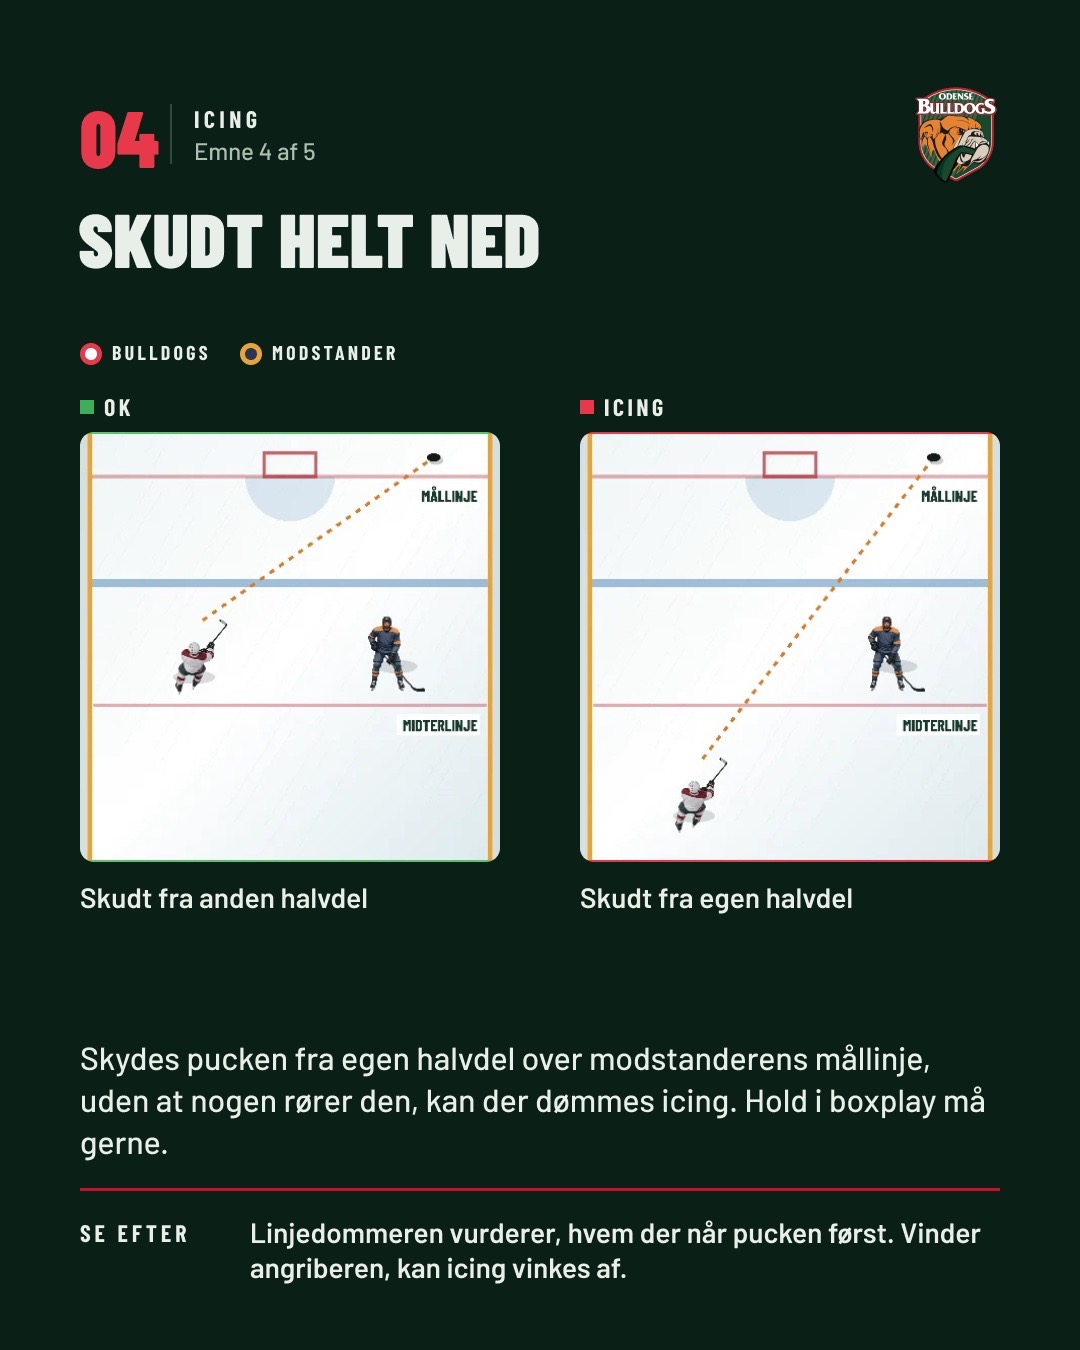 04
ICING
Emne 4 af 5
ODENSE
BULLDOGS
SKUDT HELT NED
BULLDOGS
MODSTANDER
OK
MÅLLINJE
MIDTERLINJE
Skudt fra anden halvdel
ICING
MÅLLINJE
MIDTERLINJE
Skudt fra egen halvdel
Skydes pucken fra egen halvdel over modstanderens mållinje,
uden at nogen rører den, kan der dømmes icing. Hold i boxplay må
gerne.
SE EFTER
Linjedommeren vurderer, hvem der når pucken først. Vinder
angriberen, kan icing vinkes af.